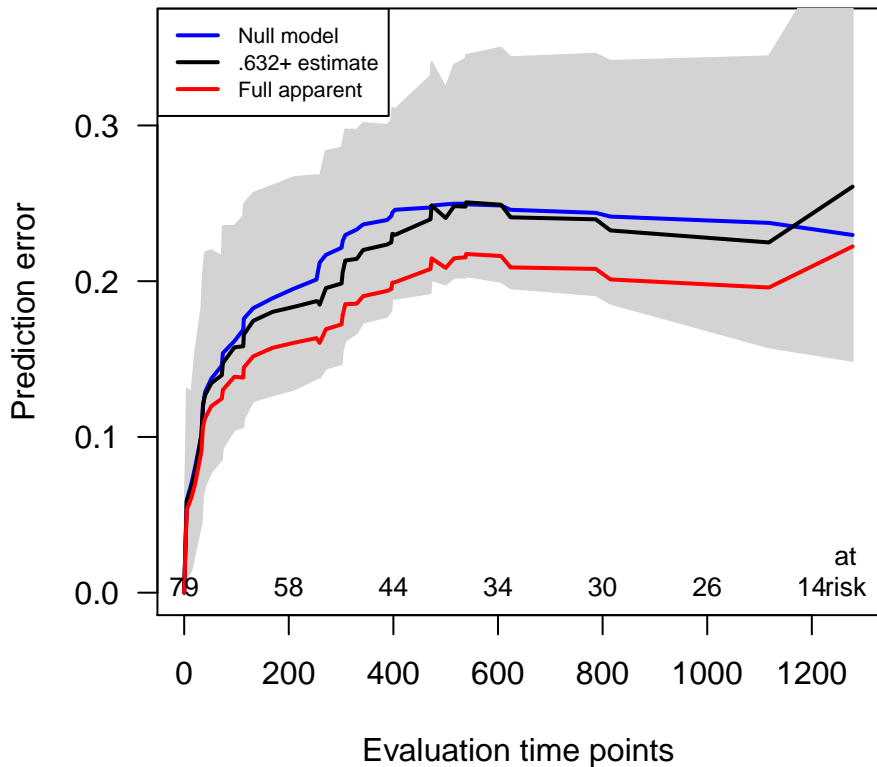 Null model
.632+ estimate
Full apparent
Prediction error
0.3
0.2
0.1
0.0
at
79 58 44 34 30 26 14 risk
0 200 400 600 800 1000 1200
Evaluation time points